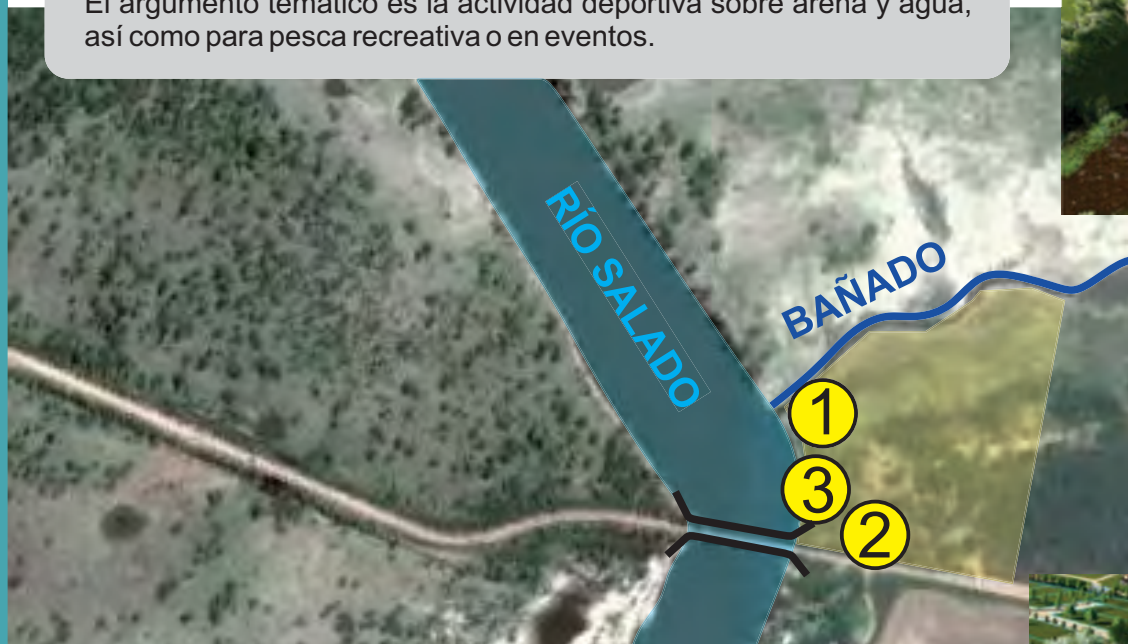 El argumento temático es la actividad deportiva sobre arena y agua,
así como para pesca recreativa o en eventos.
RÍO SALADO
BAÑADO
1
3
2